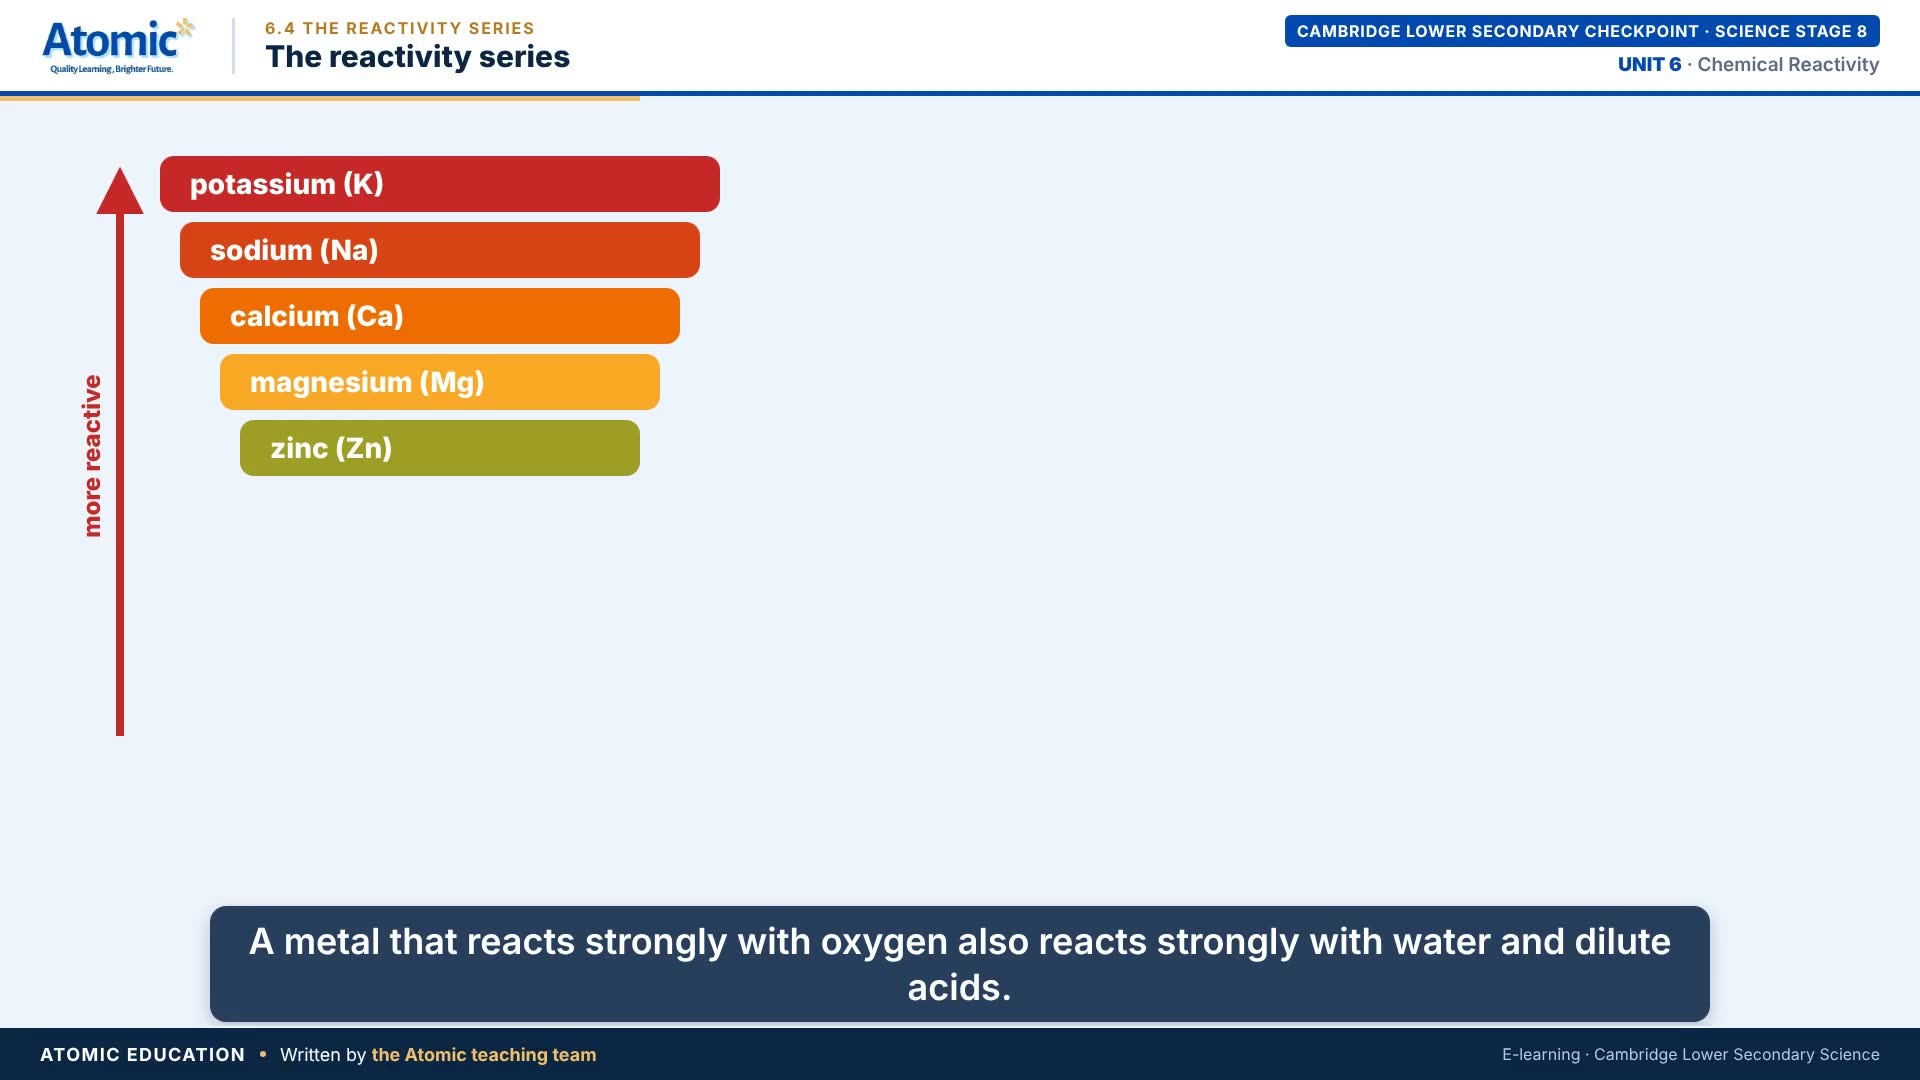 Atomic
Quality Learning, Brighter Future.
6.4 THE REACTIVITY SERIES
The reactivity series
CAMBRIDGE LOWER SECONDARY CHECKPOINT · SCIENCE STAGE 8
UNIT 6 · Chemical Reactivity
more reactive
potassium (K)
sodium (Na)
calcium (Ca)
magnesium (Mg)
zinc (Zn)
A metal that reacts strongly with oxygen also reacts strongly with water and dilute
acids.
ATOMIC EDUCATION • Written by the Atomic teaching team
E-learning · Cambridge Lower Secondary Science